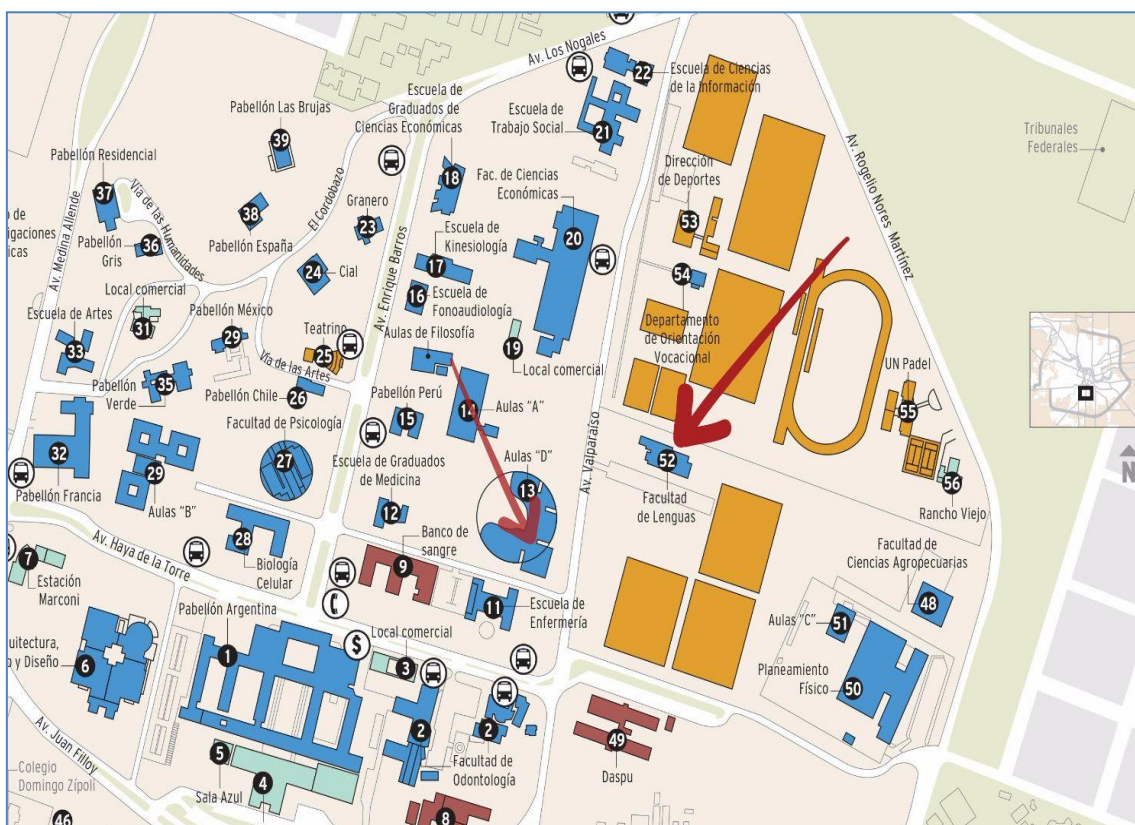 Av. Los Nogales
22
Escuela de Ciencias
de la Información
Escuela de
Graduados de
Ciencias Económicas
Escuela de
Trabajo Social
21
Pabellón Las Brujas
39
Tribunales
Federales
Av. Rogelio Nores Martínez
Pabellón Residencial
37
18
Dirección
de Deportes
53
Fac. de Ciencias
Económicas
20
Vía de las Humanidades
El Cordobazo
38
Pabellón España
Granero
23
Escuela de
Kinesiología
17
Av. Medina Allende
Pabellón
Gris
36
24
Cial
Av. Enrique Barros
16
Escuela de
Fonoaudiología
54
Departamento
de Orientación
Vocacional
Local comercial
31
Escuela de Artes
33
Pabellón México
29
Teatrino
25
Vía de las Artes
Aulas de Filosofía
19
Local comercial
UN Padel
55
Pabellón
Verde
35
Pabellón Chile
26
Pabellón Perú
15
14
Aulas "A"
Facultad de Psicología
27
Av. Valparaíso
32
Pabellón Francia
29
Aulas "B"
Escuela de Graduados
de Medicina
12
Aulas "D"
13
52
Facultad
de Lenguas
56
Rancho Viejo
N
Av. Haya de la Torre
28
Biología
Celular
Banco de
sangre
9
7
Estación
Marconi
11
Escuela de
Enfermería
Facultad de
Ciencias Agropecuarias
48
Aulas "C"
51
Pabellón Argentina
1
$
Local comercial
3
6
y Diseño
Planeamiento
Físico
50
2
2
Facultad de
Odontología
49
Daspu
Av. Juan Filloy
5
Sala Azul
4
Colegio
Domingo Zípoli
46
8